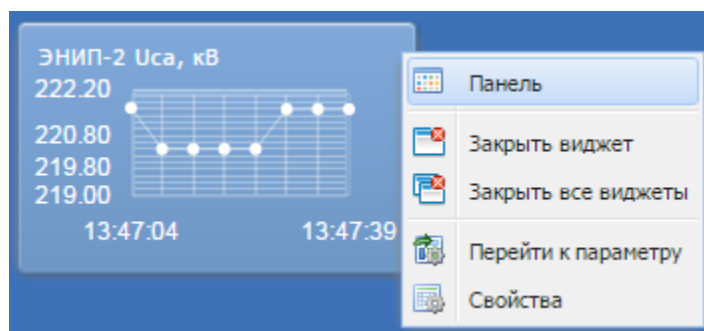 ЭНИП-2 Uca, кВ
222.20
220.80
219.80
219.00
13:47:04 13:47:39
Панель
Закрыть виджет
Закрыть все виджеты
Перейти к параметру
Свойства